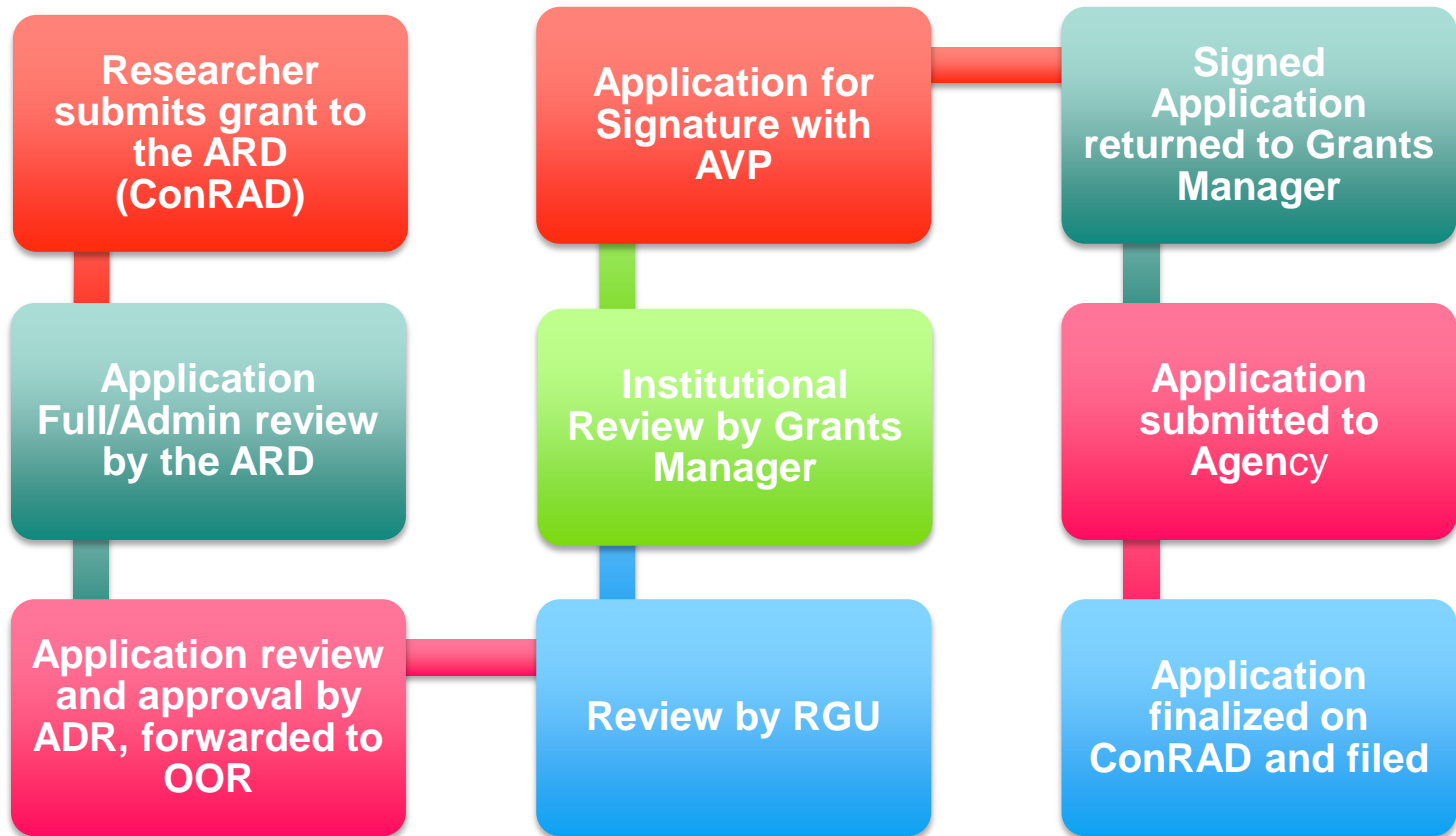 Researcher
submits grant to
the ARD
(ConRAD)
Application
Full/Admin review
by the ARD
Application review
and approval by
ADR, forwarded to
OOR
Review by RGU
Institutional
Review by Grants
Manager
Application for
Signature with
AVP
Signed
Application
returned to Grants
Manager
Application
submitted to
Agency
Application
finalized on
ConRAD and filed